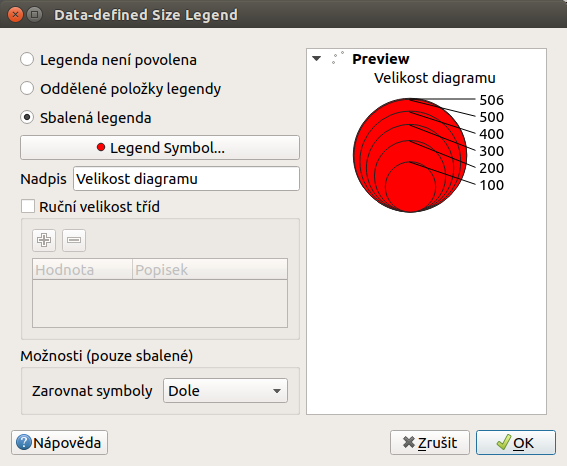 Data-defined Size Legend
Legenda není povolena
Oddělené položky legendy
Sbalená legenda
Legend Symbol...
Nadpis Velikost diagramu
Ruční velikost tříd
Hodnota Popisek
Možnosti (pouze sbalené)
Zarovnat symboly Dole
Preview
Velikost diagramu
506
500
400
300
200
100
Nápověda
Zrušit
OK